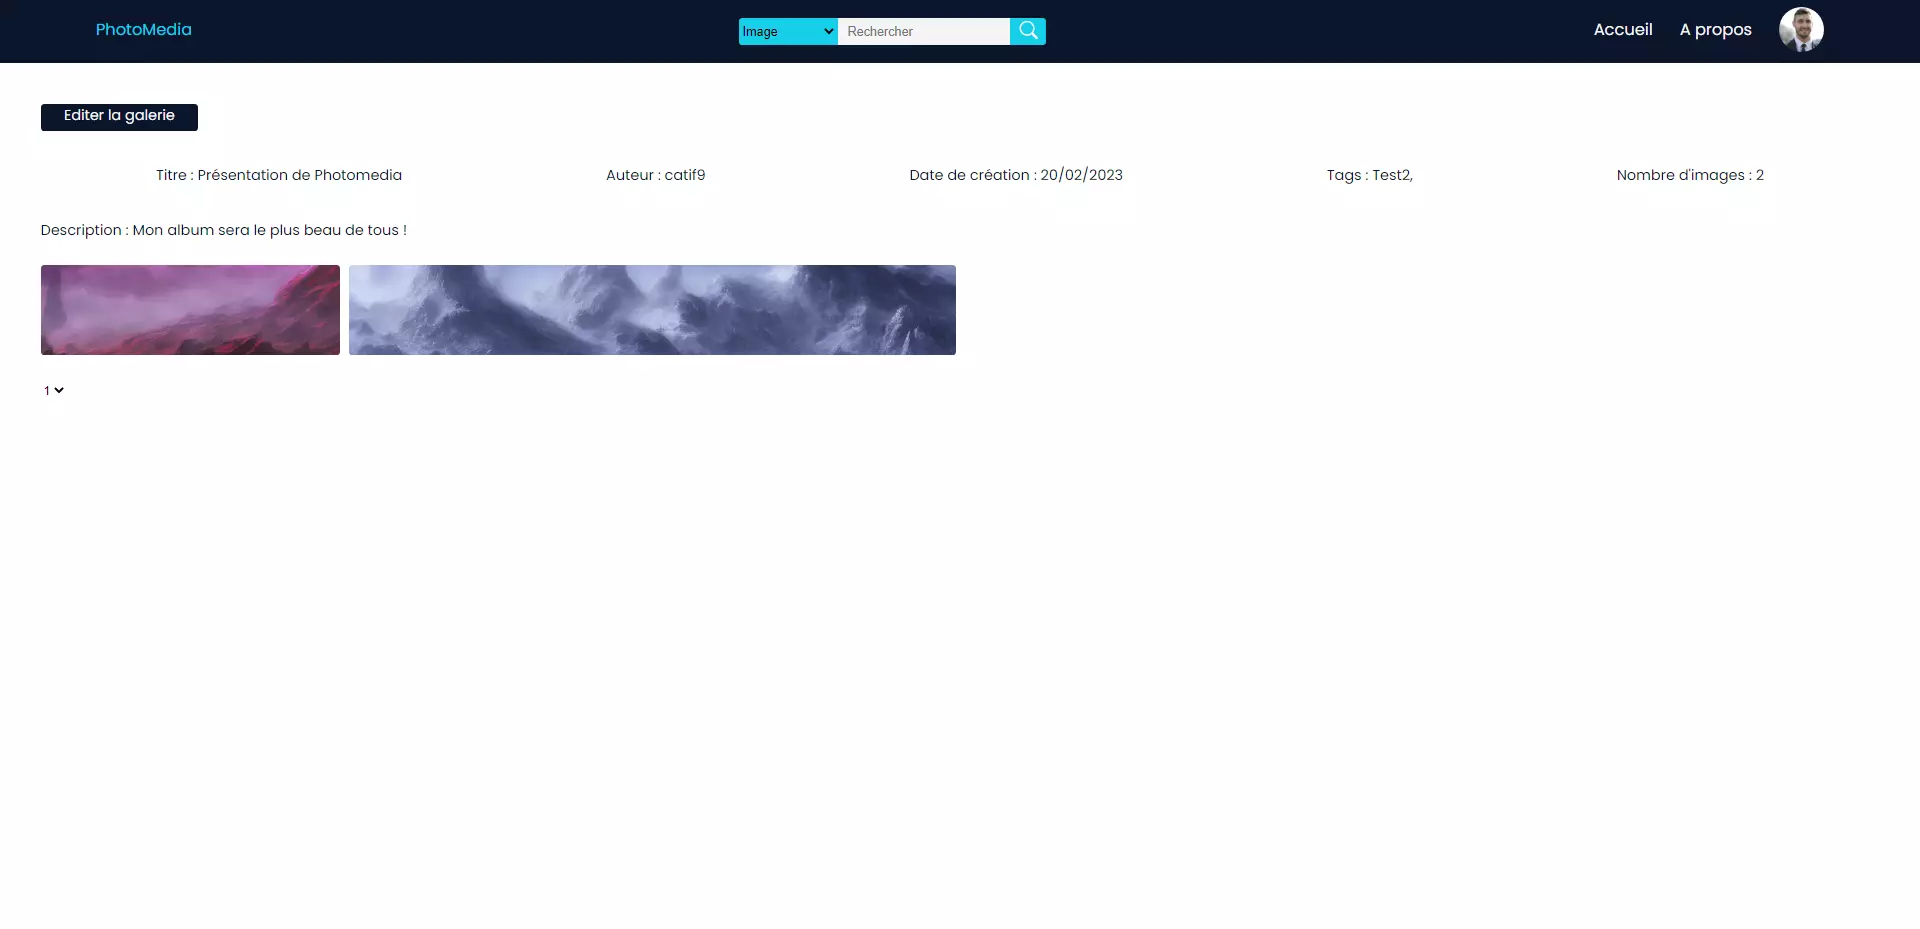 PhotoMedia
Image
Rechercher
Accueil
A propos
Editer la galerie
Titre : Présentation de Photomedia
Auteur : catif9
Date de création : 20/02/2023
Tags : Test2,
Nombre d'images : 2
Description : Mon album sera le plus beau de tous !
1